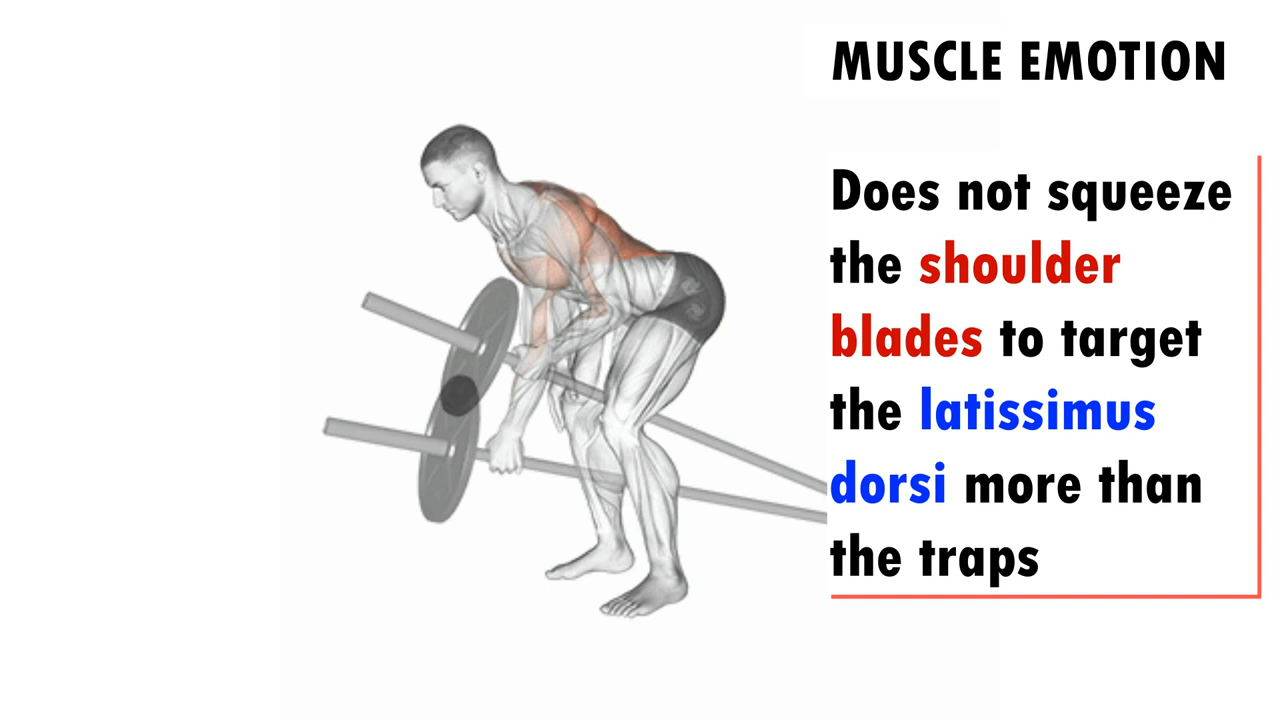 MUSCLE EMOTION
Does not squeeze
the shoulder
blades to target
the latissimus
dorsi more than
the traps